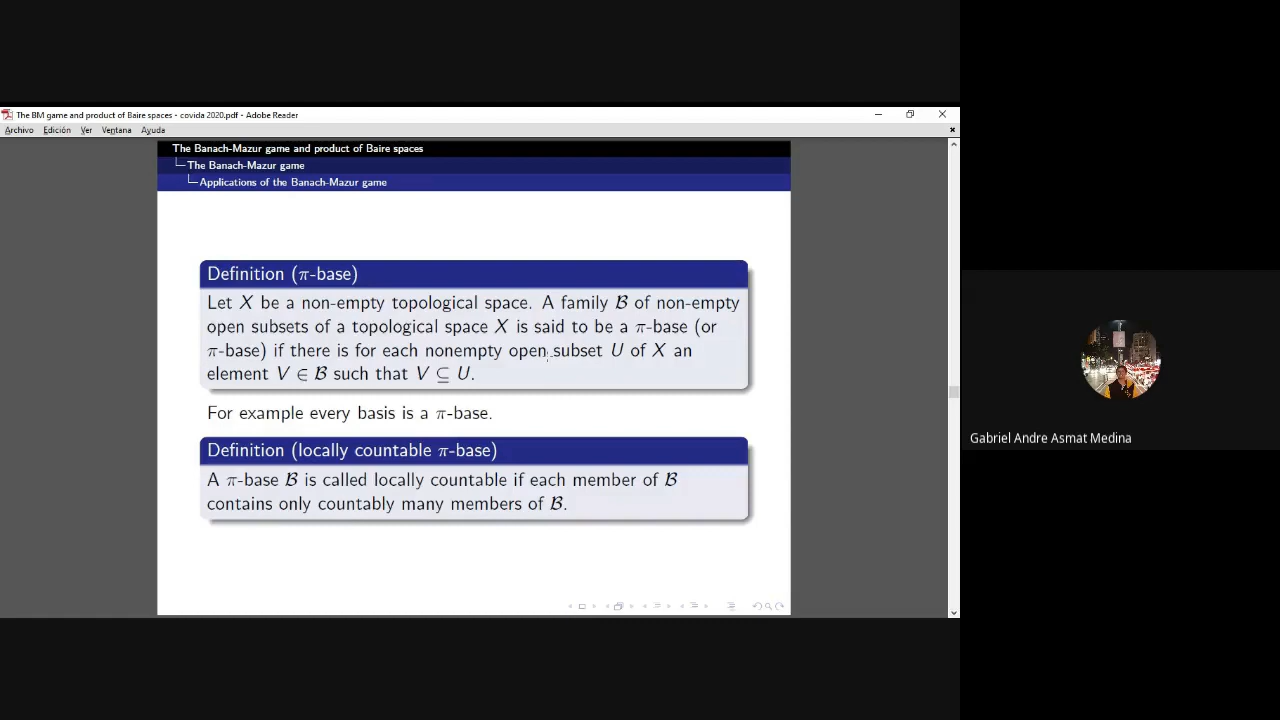 The BM game and product of Baire spaces - covida 2020.pdf - Adobe Reader
Archivo Edición Ver Ventana Ayuda
The Banach-Mazur game and product of Baire spaces
The Banach-Mazur game
Applications of the Banach-Mazur game
Definition (π-base)
Let X be a non-empty topological space. A family ℬ of non-empty
open subsets of a topological space X is said to be a π-base (or
π-base) if there is for each nonempty open subset U of X an
element V ∈ ℬ such that V ⊆ U.
For example every basis is a π-base.
Definition (locally countable π-base)
A π-base ℬ is called locally countable if each member of ℬ
contains only countably many members of ℬ.
Gabriel Andre Asmat Medina